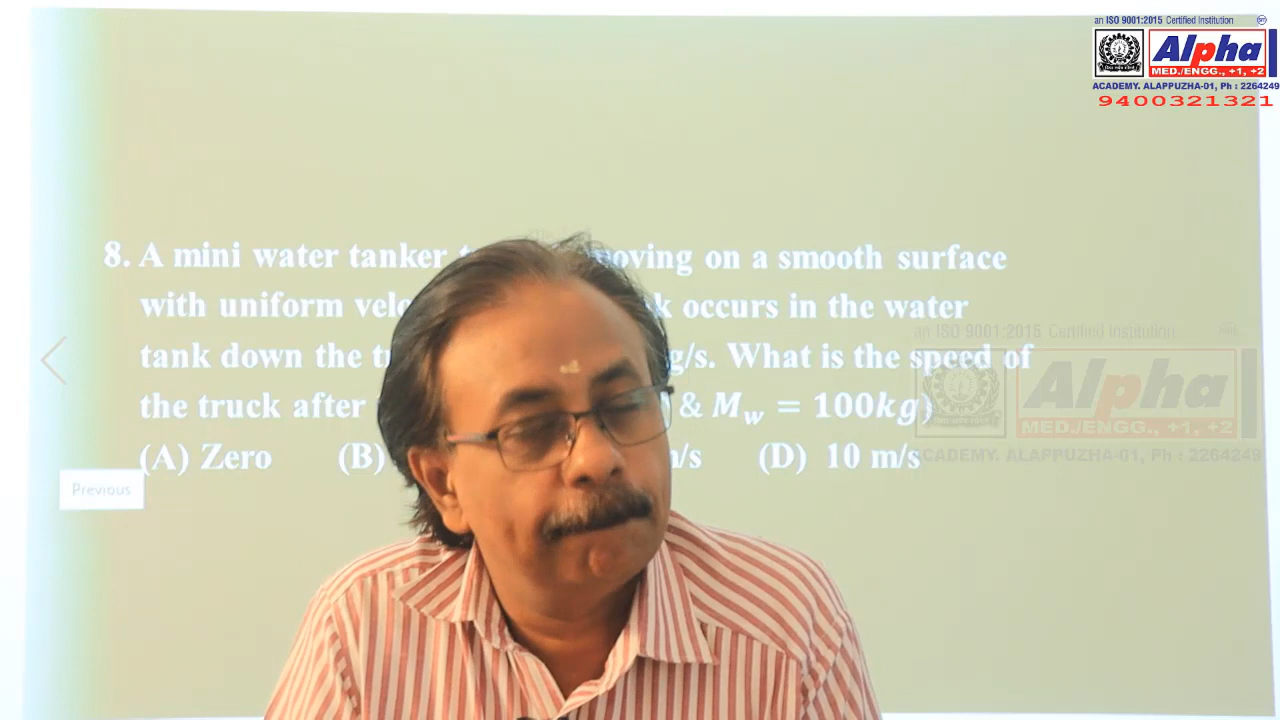 an ISO 9001:2015 Certified Institution
Alpha
MED./ENGG., +1, +2
ACADEMY. ALAPPUZHA-01, Ph : 2264249
9400321321
8. A mini water tanker moving on a smooth surface
with uniform occurs in the water
tank down the g/s. What is the speed of
the truck after & M_w = 100kg)
(A) Zero (B) m/s (D) 10 m/s
an ISO 9001:2015 Certified Institution
Alpha
MED./ENGG., +1, +2
ACADEMY. ALAPPUZHA-01, Ph : 2264249
Previous